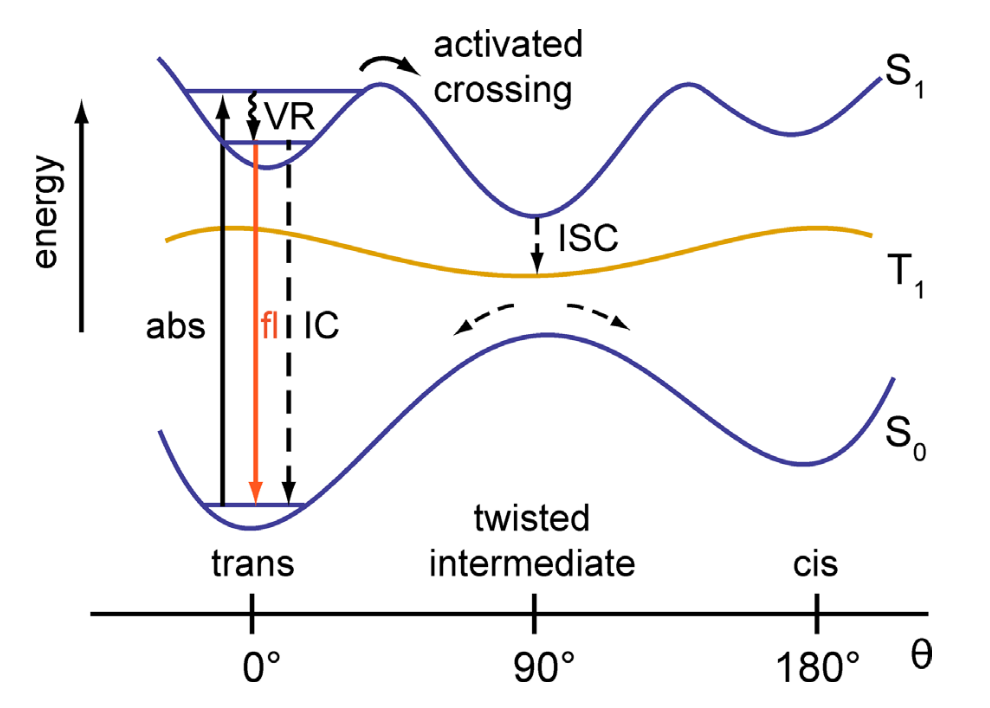 activated
crossing
S₁
VR
energy
ISC
T₁
abs
fl
IC
S₀
twisted
trans
intermediate
cis
0°
90°
180°
θ